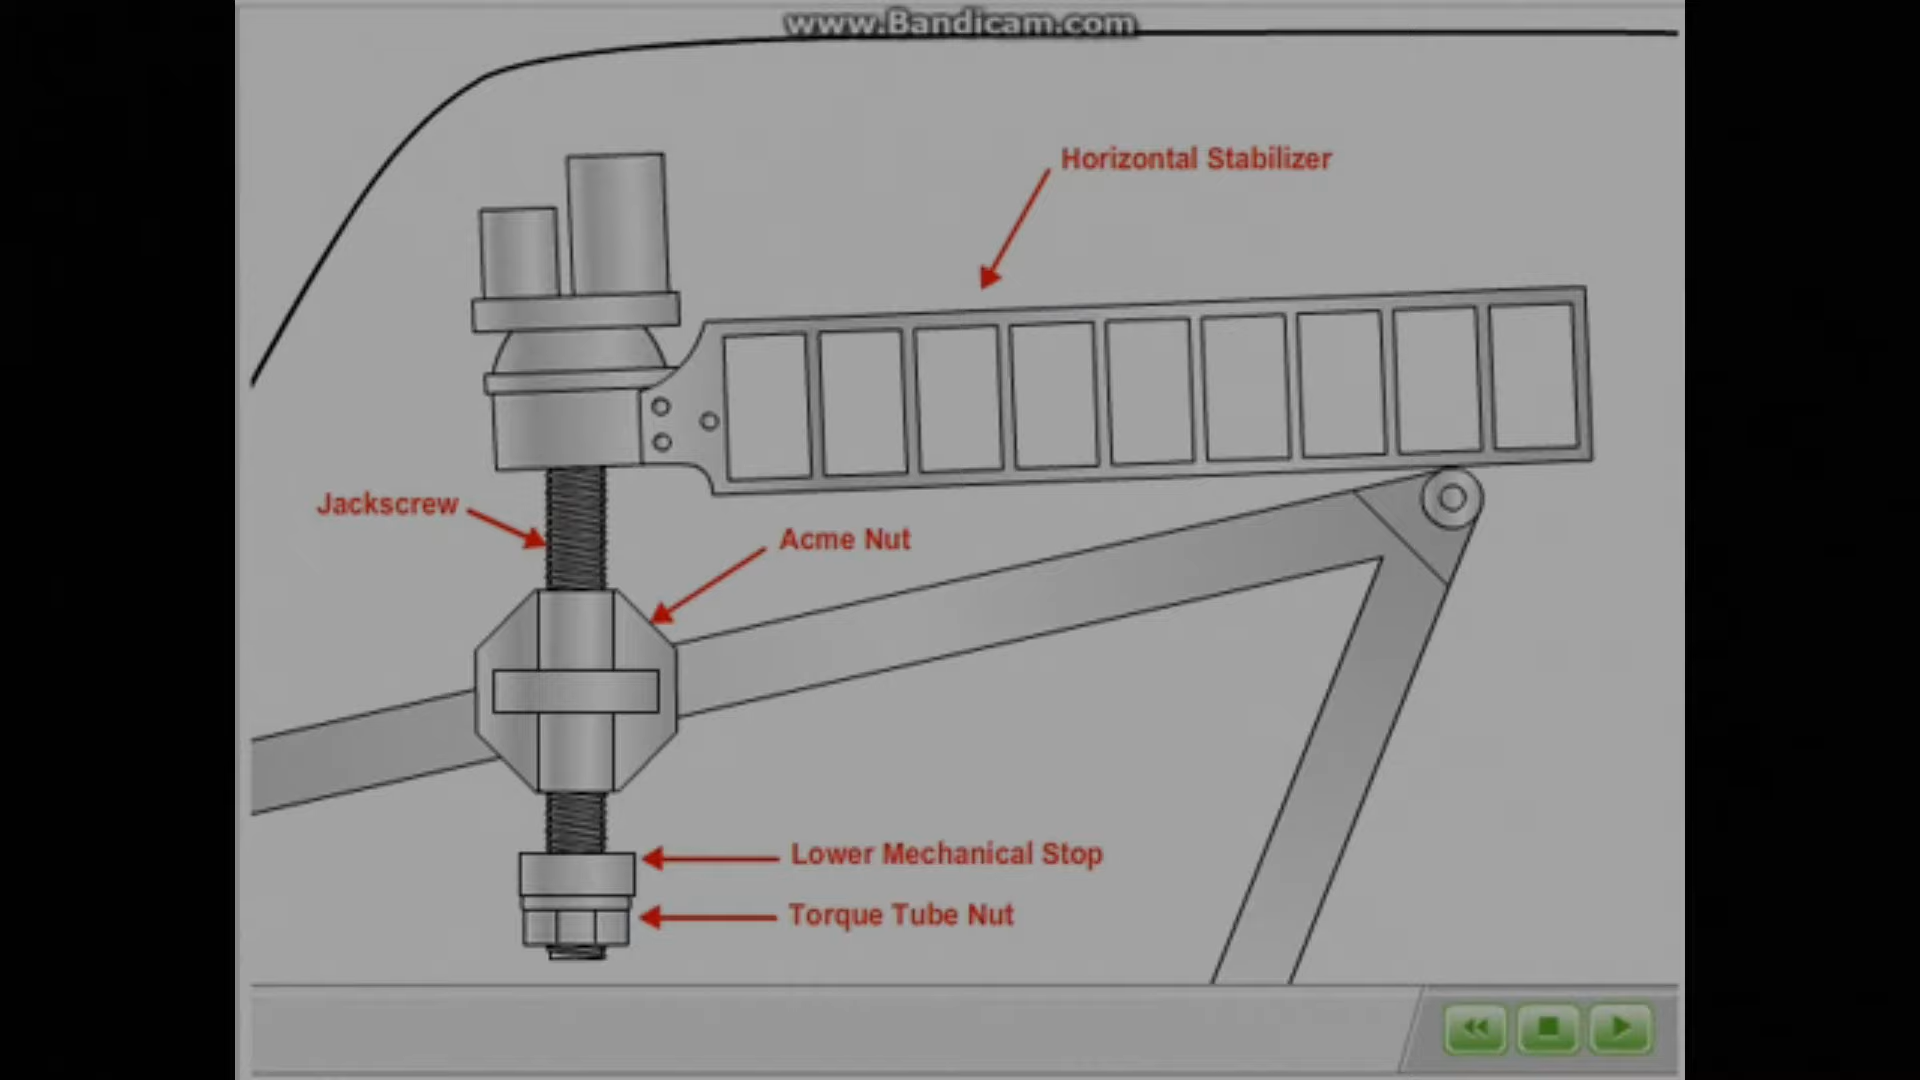 www.Bandicam.com
Horizontal Stabilizer
Jackscrew
Acme Nut
Lower Mechanical Stop
Torque Tube Nut